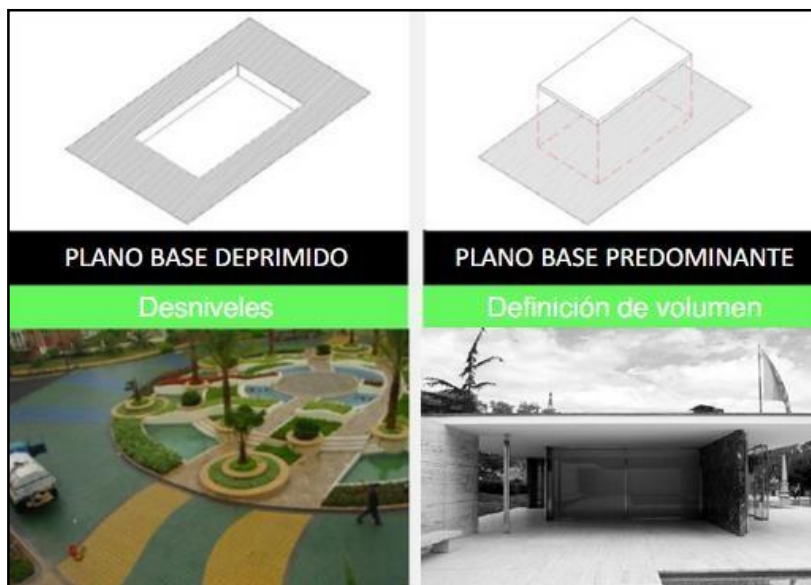 PLANO BASE DEPRIMIDO
Desniveles
PLANO BASE PREDOMINANTE
Definición de volumen